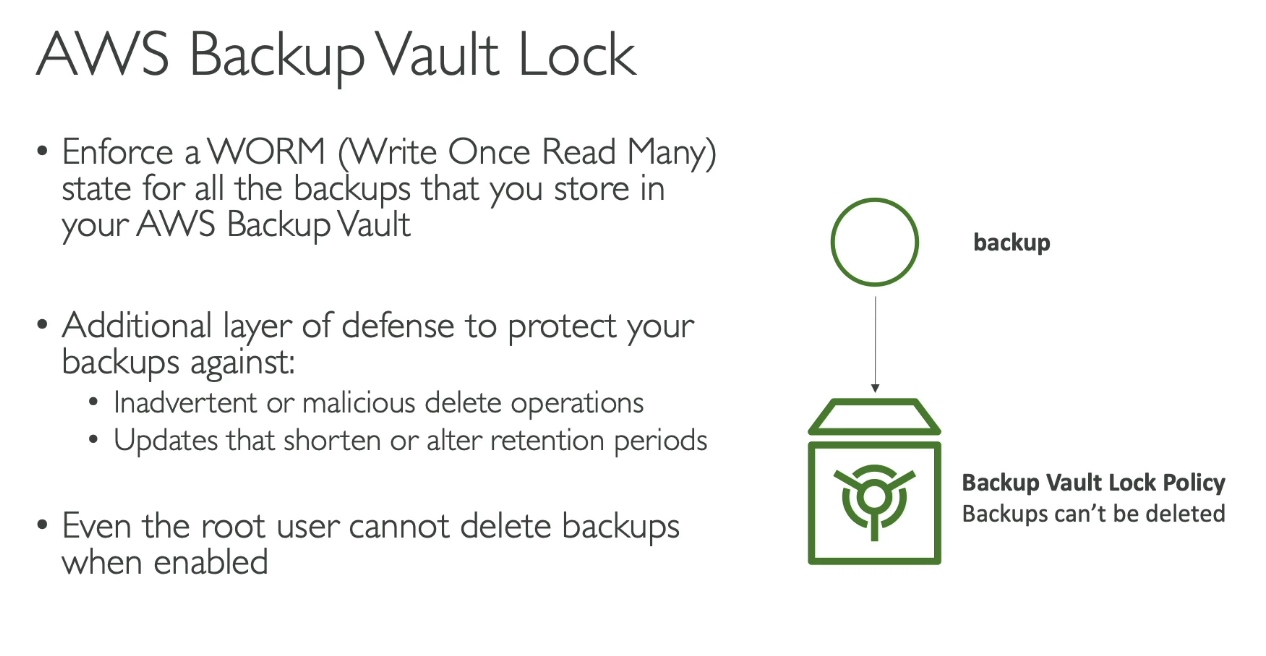 AWS Backup Vault Lock
• Enforce a WORM (Write Once Read Many)
state for all the backups that you store in
your AWS Backup Vault
• Additional layer of defense to protect your
backups against:
• Inadvertent or malicious delete operations
• Updates that shorten or alter retention periods
• Even the root user cannot delete backups
when enabled
backup
Backup Vault Lock Policy
Backups can't be deleted